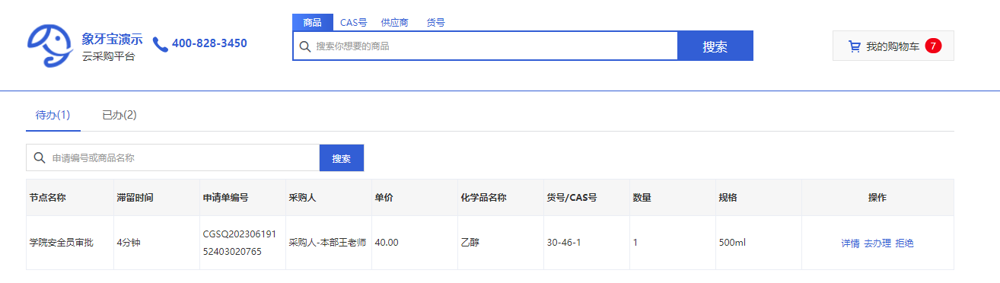 商品 CAS号 供应商 货号
象牙宝演示
云采购平台
400-828-3450
搜索你想要的商品 搜索
我的购物车 7
待办(1) 已办(2)
申请编号或商品名称 搜索
节点名称 滞留时间 申请单编号 采购人 单价 化学品名称 货号/CAS号 数量 规格 操作
学院安全员审批 4分钟 CGSQ202306191
52403020765 采购人-本部王老师 40.00 乙醇 30-46-1 1 500ml 详情 去办理 拒绝